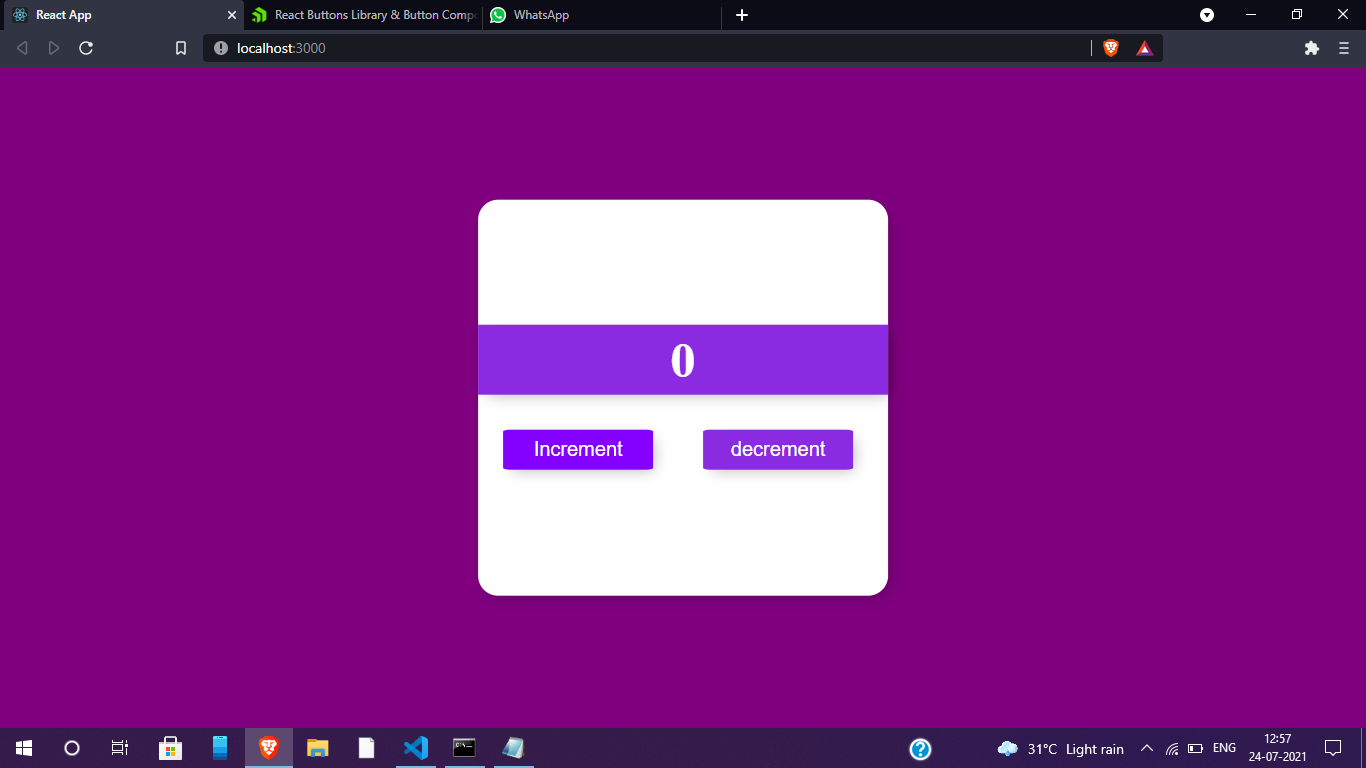 React App
React Buttons Library & Button Compo
WhatsApp
localhost:3000
0
Increment
decrement
31°C Light rain
ENG
12:57
24-07-2021